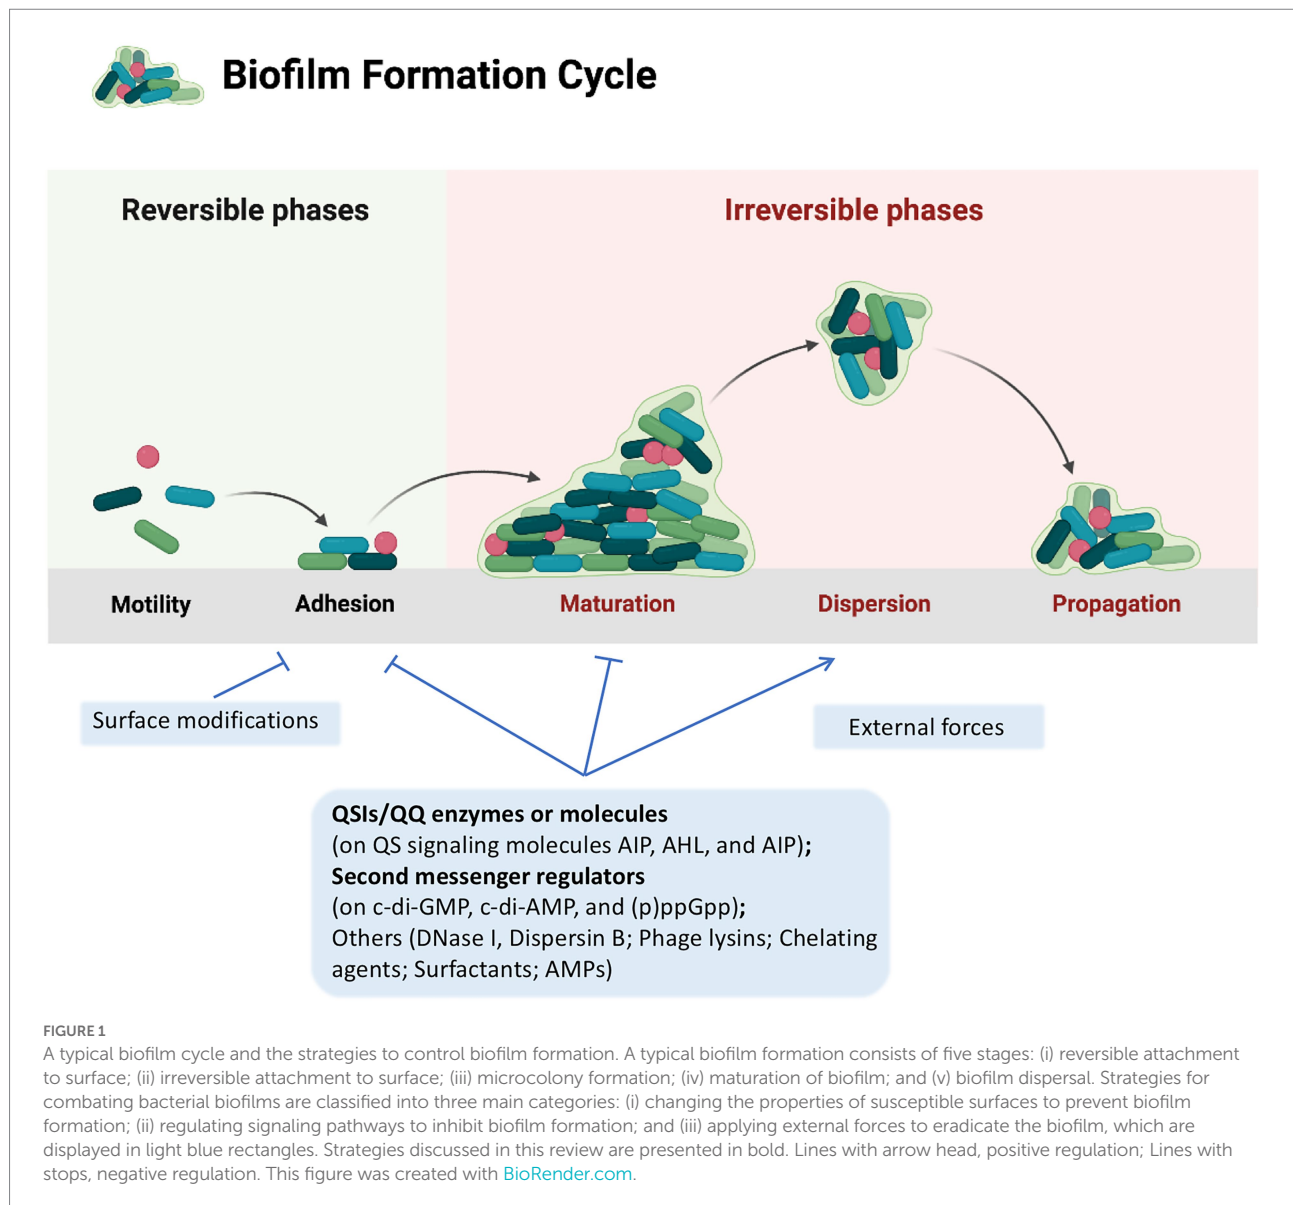 Biofilm Formation Cycle
Reversible phases
Irreversible phases
Motility
Adhesion
Maturation
Dispersion
Propagation
Surface modifications
External forces
QSIs/QQ enzymes or molecules
(on QS signaling molecules AIP, AHL, and AIP);
Second messenger regulators
(on c-di-GMP, c-di-AMP, and (p)ppGpp);
Others (DNase I, Dispersin B; Phage lysins; Chelating
agents; Surfactants; AMPs)
FIGURE 1
A typical biofilm cycle and the strategies to control biofilm formation. A typical biofilm formation consists of five stages: (i) reversible attachment
to surface; (ii) irreversible attachment to surface; (iii) microcolony formation; (iv) maturation of biofilm; and (v) biofilm dispersal. Strategies for
combating bacterial biofilms are classified into three main categories: (i) changing the properties of susceptible surfaces to prevent biofilm
formation; (ii) regulating signaling pathways to inhibit biofilm formation; and (iii) applying external forces to eradicate the biofilm, which are
displayed in light blue rectangles. Strategies discussed in this review are presented in bold. Lines with arrow head, positive regulation; Lines with
stops, negative regulation. This figure was created with BioRender.com.